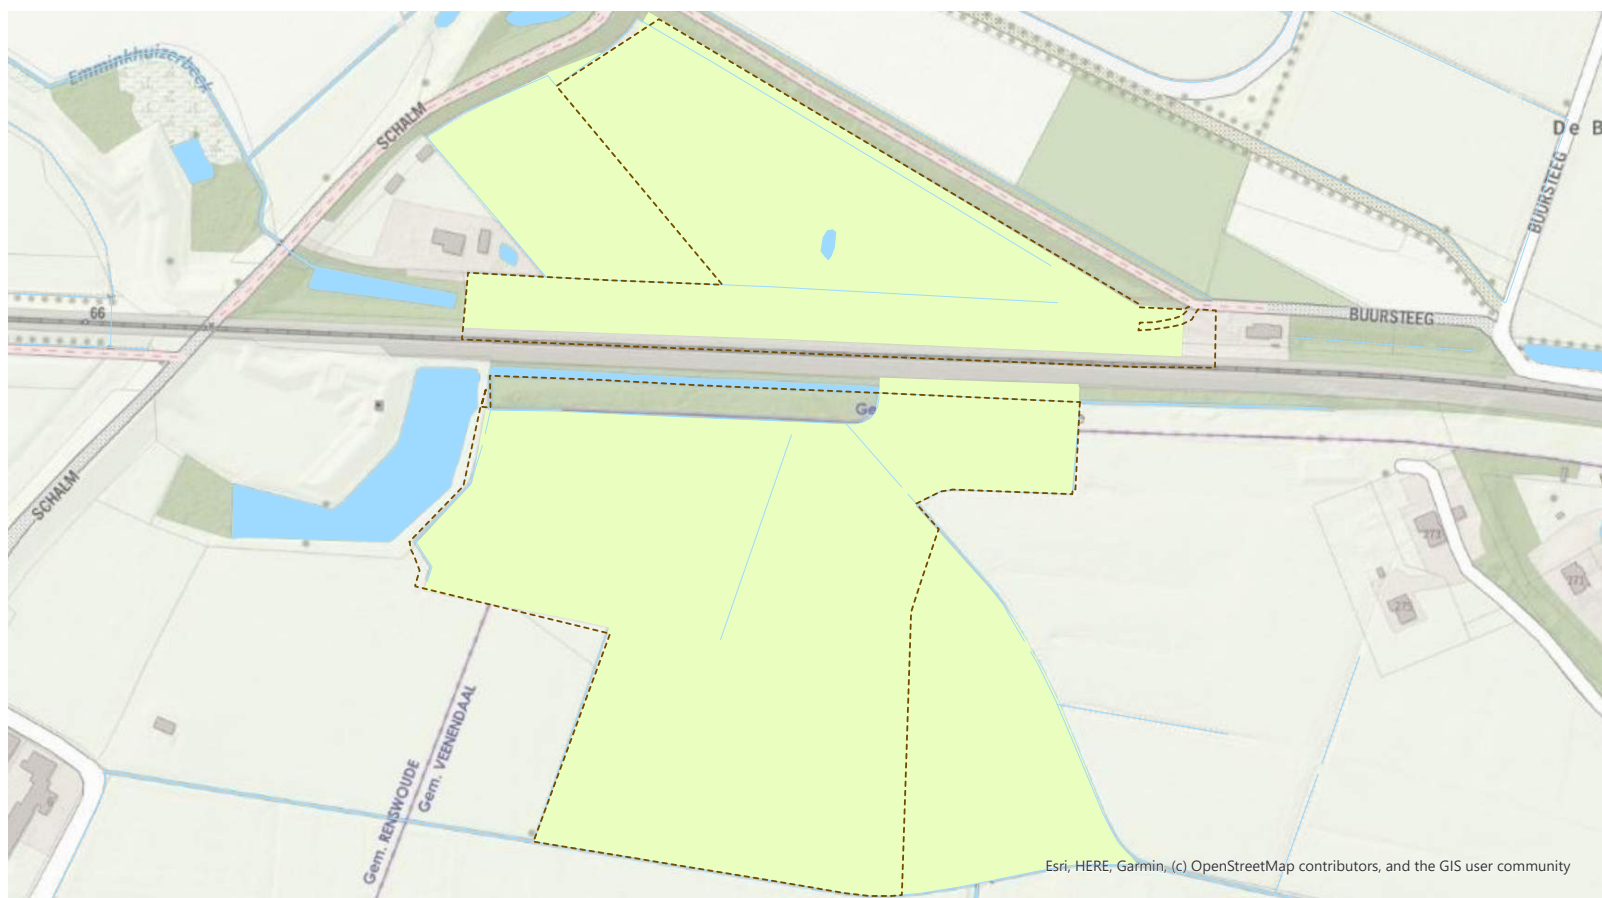 Emminkhuizerbeek
SCHALM
De B
BUURSTEEG
66
BUURSTEEG
Ge
SCHALM
273
271
275
Gem. RENSWOUDE
Gem. VEENENDAAL
Esri, HERE, Garmin, (c) OpenStreetMap contributors, and the GIS user community